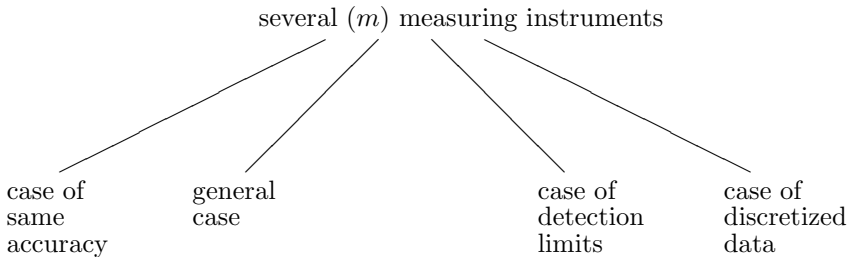 several (m) measuring instruments
case of
same
accuracy
general
case
case of
detection
limits
case of
discretized
data